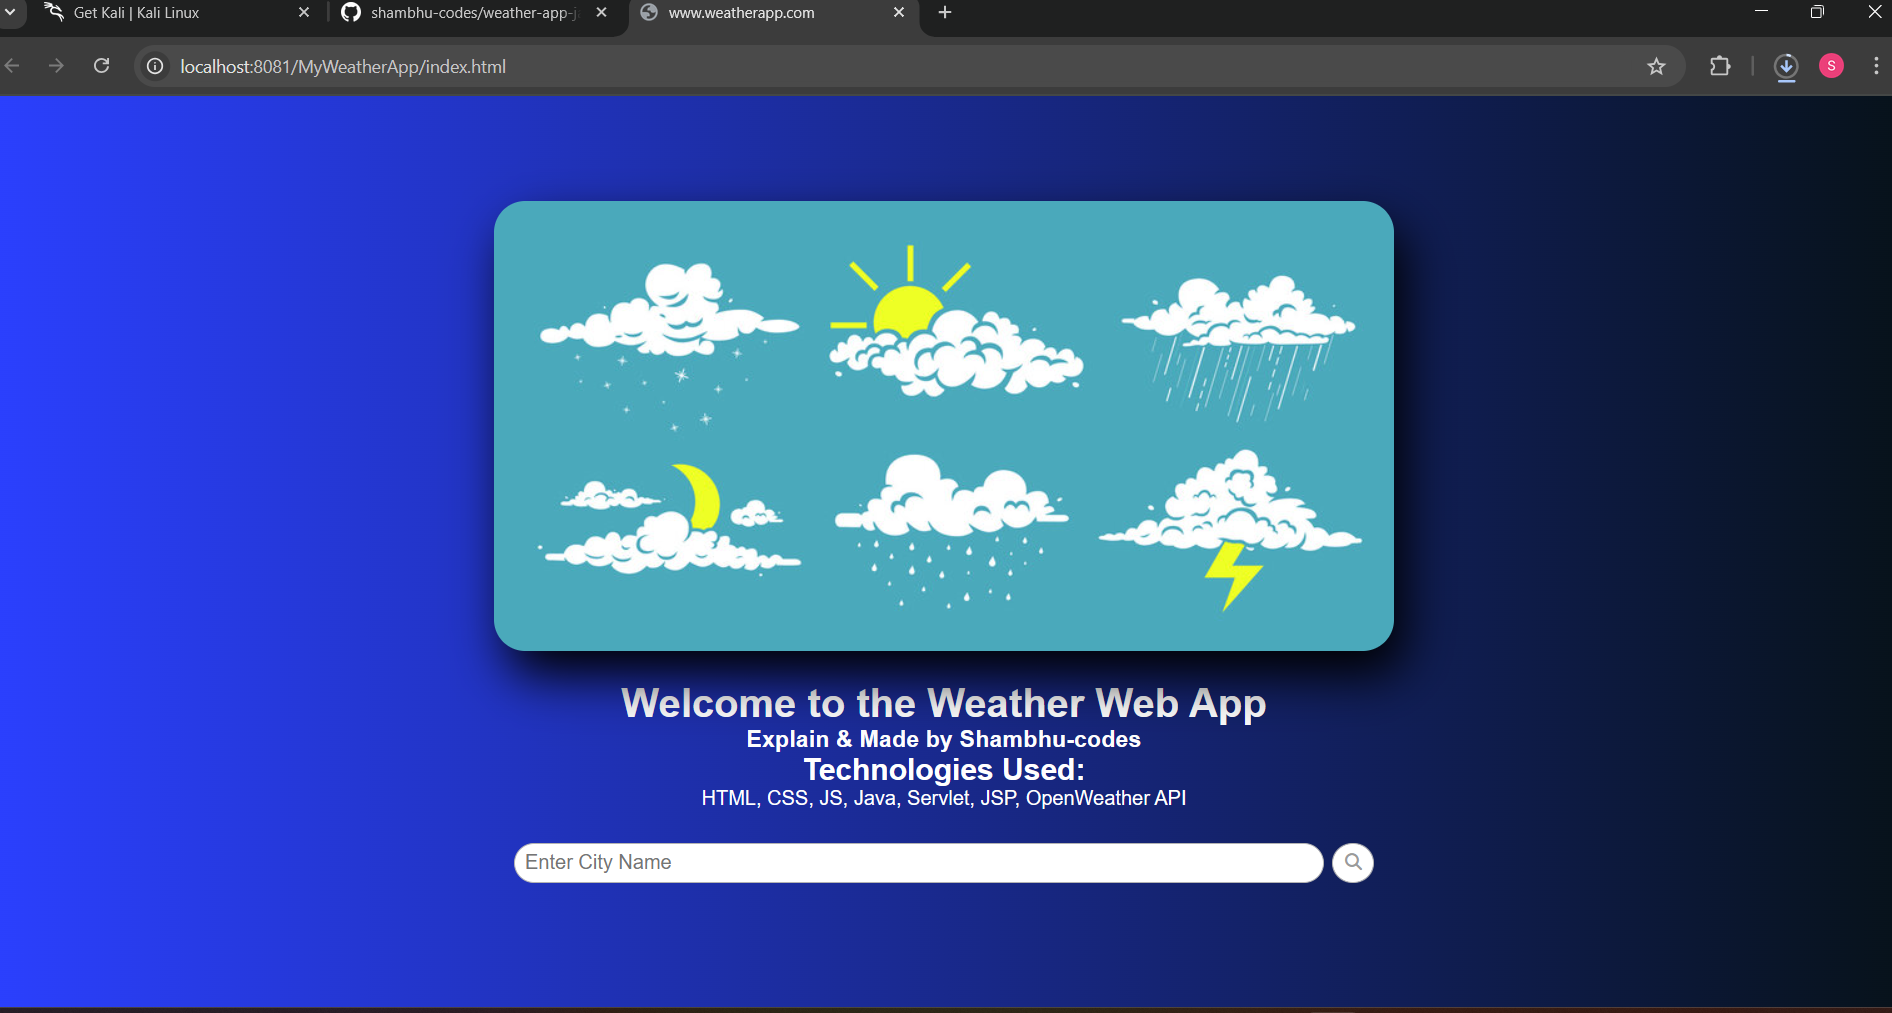 Get Kali | Kali Linux
shambhu-codes/weather-app-j
www.weatherapp.com
localhost:8081/MyWeatherApp/index.html
S
Welcome to the Weather Web App
Explain & Made by Shambhu-codes
Technologies Used:
HTML, CSS, JS, Java, Servlet, JSP, OpenWeather API
Enter City Name